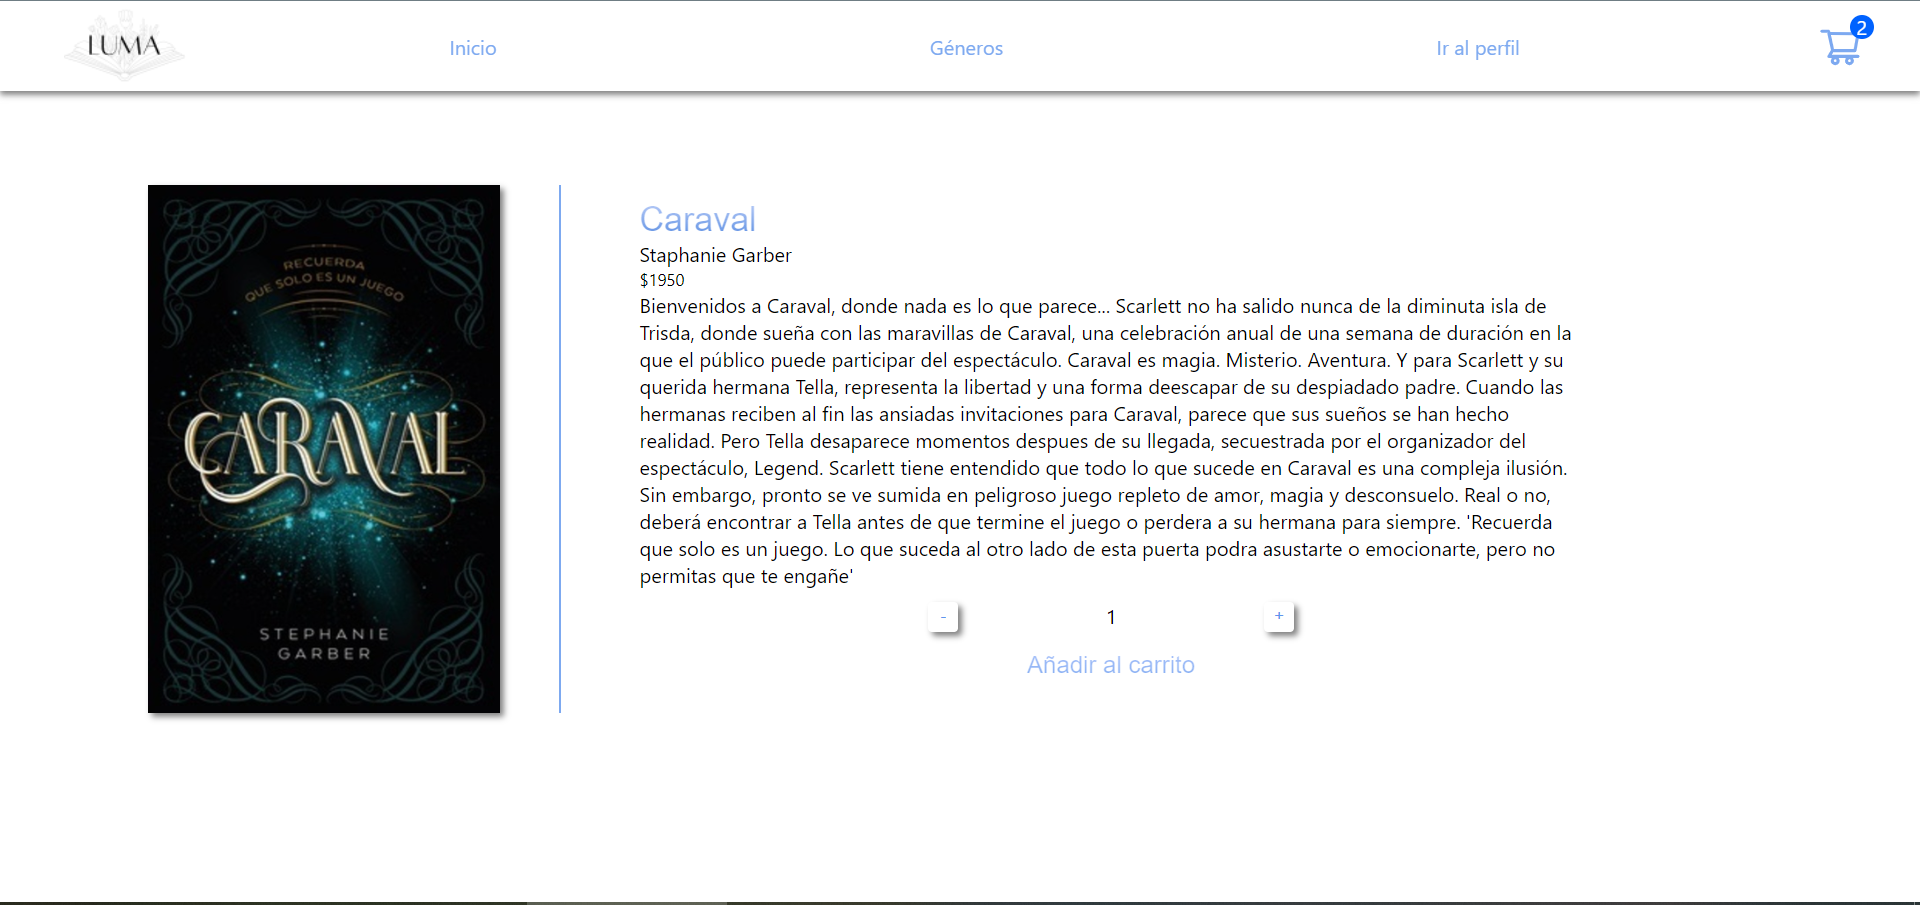 LUMA
Inicio
Géneros
Ir al perfil
2
RECUERDA
QUE SOLO ES UN JUEGO
CARAVAL
STEPHANIE
GARBER
Caraval
Staphanie Garber
$1950
Bienvenidos a Caraval, donde nada es lo que parece... Scarlett no ha salido nunca de la diminuta isla de
Trisda, donde sueña con las maravillas de Caraval, una celebración anual de una semana de duración en la
que el público puede participar del espectáculo. Caraval es magia. Misterio. Aventura. Y para Scarlett y su
querida hermana Tella, representa la libertad y una forma deescapar de su despiadado padre. Cuando las
hermanas reciben al fin las ansiadas invitaciones para Caraval, parece que sus sueños se han hecho
realidad. Pero Tella desaparece momentos despues de su llegada, secuestrada por el organizador del
espectáculo, Legend. Scarlett tiene entendido que todo lo que sucede en Caraval es una compleja ilusión.
Sin embargo, pronto se ve sumida en peligroso juego repleto de amor, magia y desconsuelo. Real o no,
deberá encontrar a Tella antes de que termine el juego o perdera a su hermana para siempre. 'Recuerda
que solo es un juego. Lo que suceda al otro lado de esta puerta podra asustarte o emocionarte, pero no
permitas que te engañe'
- 1 +
Añadir al carrito